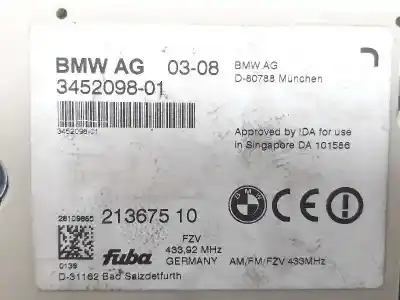 BMW AG 03-08
3452098-01
3452098-01
BMW AG
D-80788 München
Approved by IDA for use
in Singapore DA 101586
BMW
CE
28109860
213675 10
0139
fuba
FZV
433,92 MHz
GERMANY
AM/FM/FZV 433MHz
D-31162 Bad Salzdetfurth